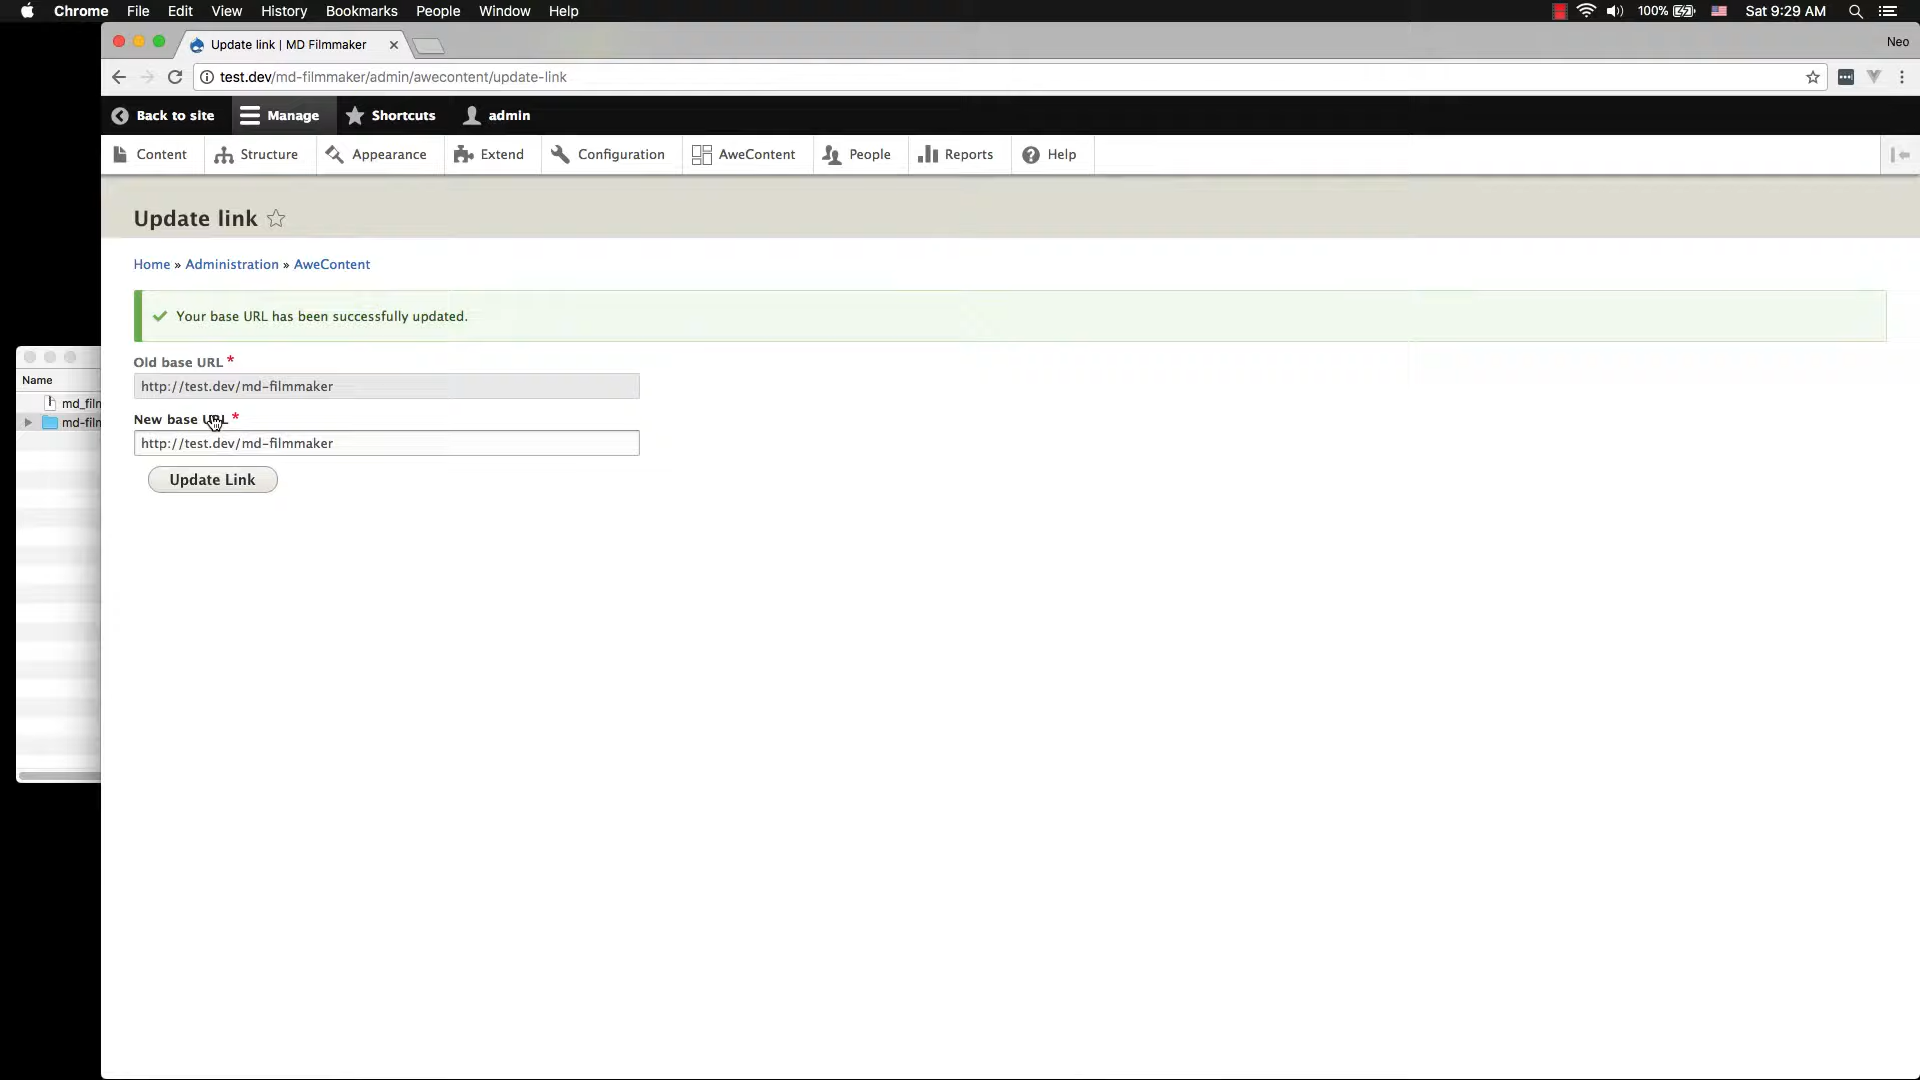 Chrome File Edit View History Bookmarks People Window Help 100% Sat 9:29 AM
Update link | MD Filmmaker Neo
test.dev/md-filmmaker/admin/awecontent/update-link
Back to site Manage Shortcuts admin
Content Structure Appearance Extend Configuration AweContent People Reports Help
Update link
Home » Administration » AweContent
Your base URL has been successfully updated.
Old base URL *
http://test.dev/md-filmmaker
New base URL *
http://test.dev/md-filmmaker
Update Link
Name